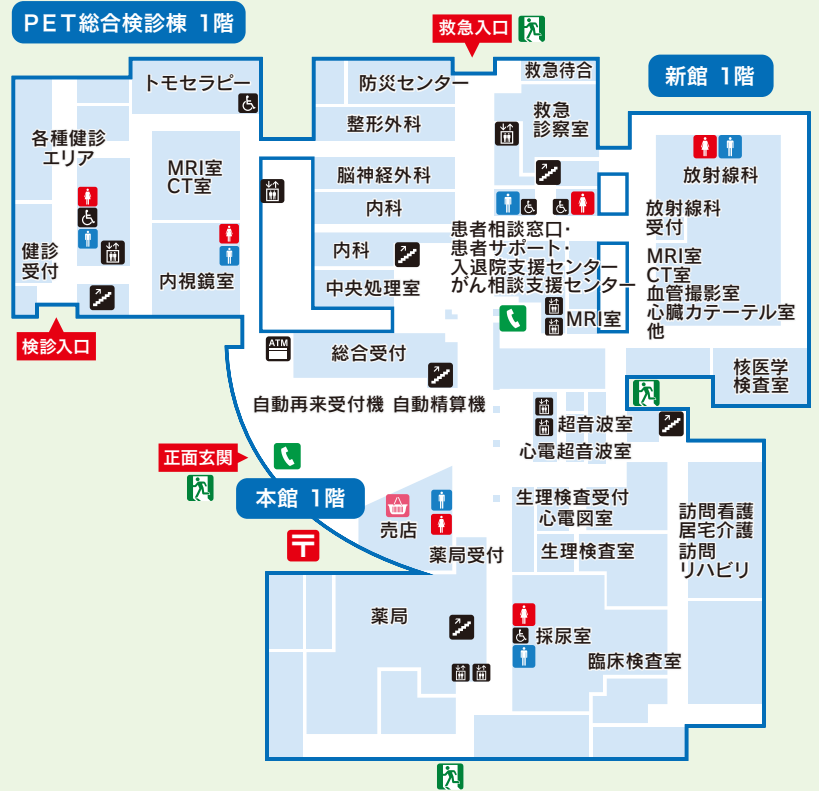 PET総合検診棟 1階
救急入口
新館 1階
トモセラピー
防災センター
救急待合
各種健診
エリア
MRI室
CT室
整形外科
救急
診察室
脳神経外科
内科
放射線科
健診
受付
内視鏡室
内科
中央処理室
患者相談窓口・
患者サポート・
入退院支援センター
がん相談支援センター
放射線科
受付
MRI室
CT室
血管撮影室
心臓カテーテル室
他
MRI室
検診入口
ATM
総合受付
核医学
検査室
自動再来受付機
自動精算機
超音波室
心電超音波室
正面玄関
本館 1階
売店
薬局受付
生理検査受付
心電図室
生理検査室
訪問看護
居宅介護
訪問
リハビリ
薬局
採尿室
臨床検査室